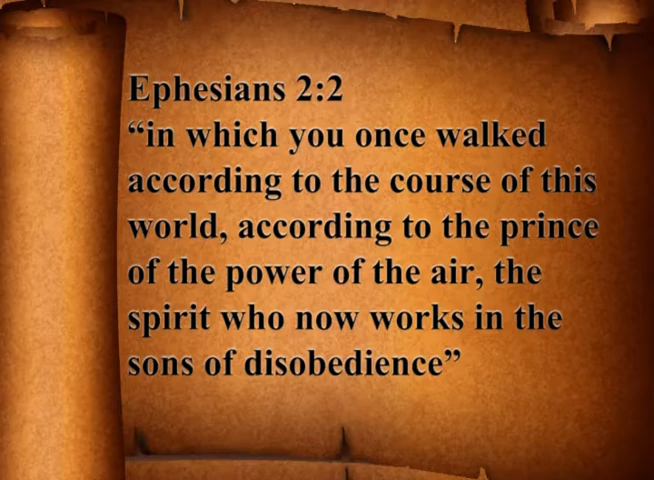 Ephesians 2:2
“in which you once walked
according to the course of this
world, according to the prince
of the power of the air, the
spirit who now works in the
sons of disobedience”